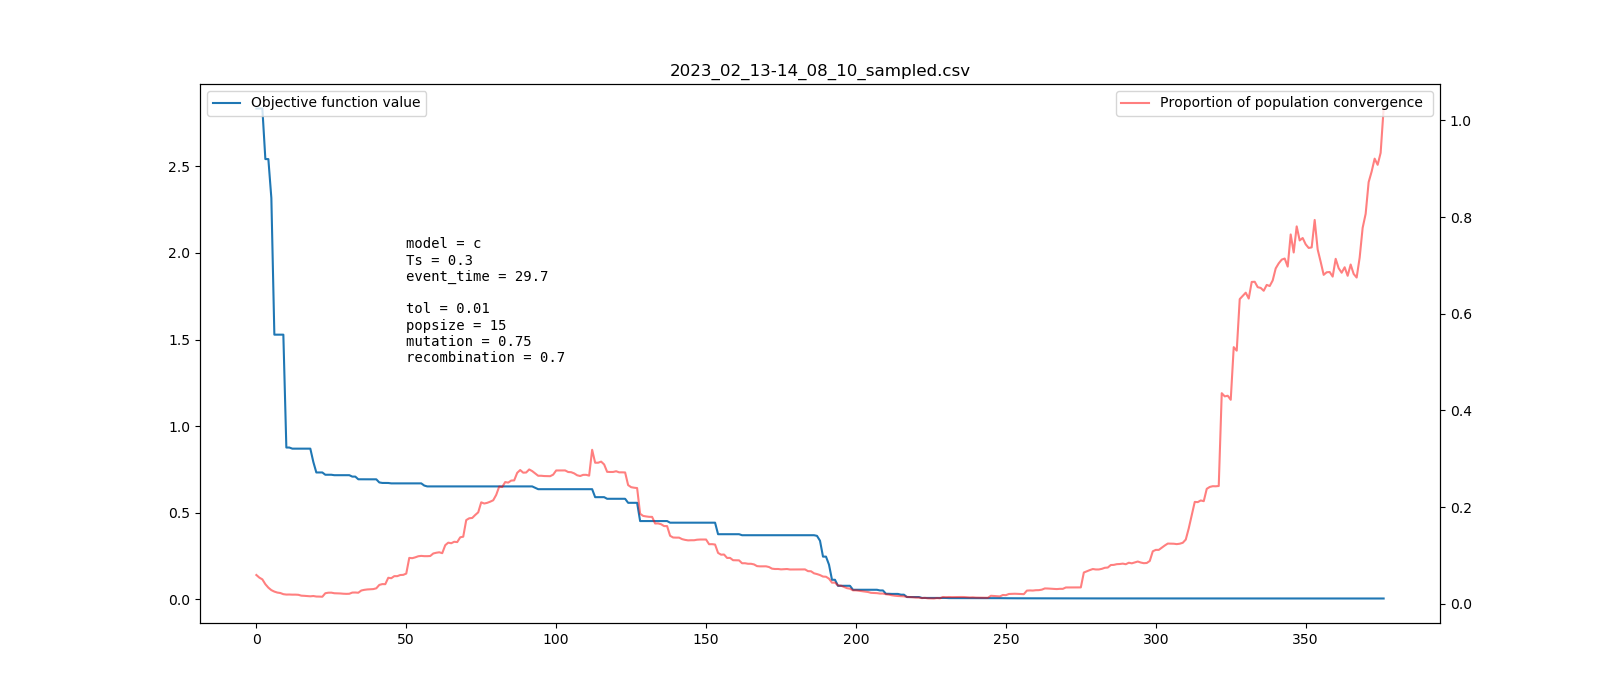 2023_02_13-14_08_10_sampled.csv
Objective function value
Proportion of population convergence
model = c
Ts = 0.3
event_time = 29.7
tol = 0.01
popsize = 15
mutation = 0.75
recombination = 0.7
2.5
2.0
1.5
1.0
0.5
0.0
1.0
0.8
0.6
0.4
0.2
0.0
0 50 100 150 200 250 300 350